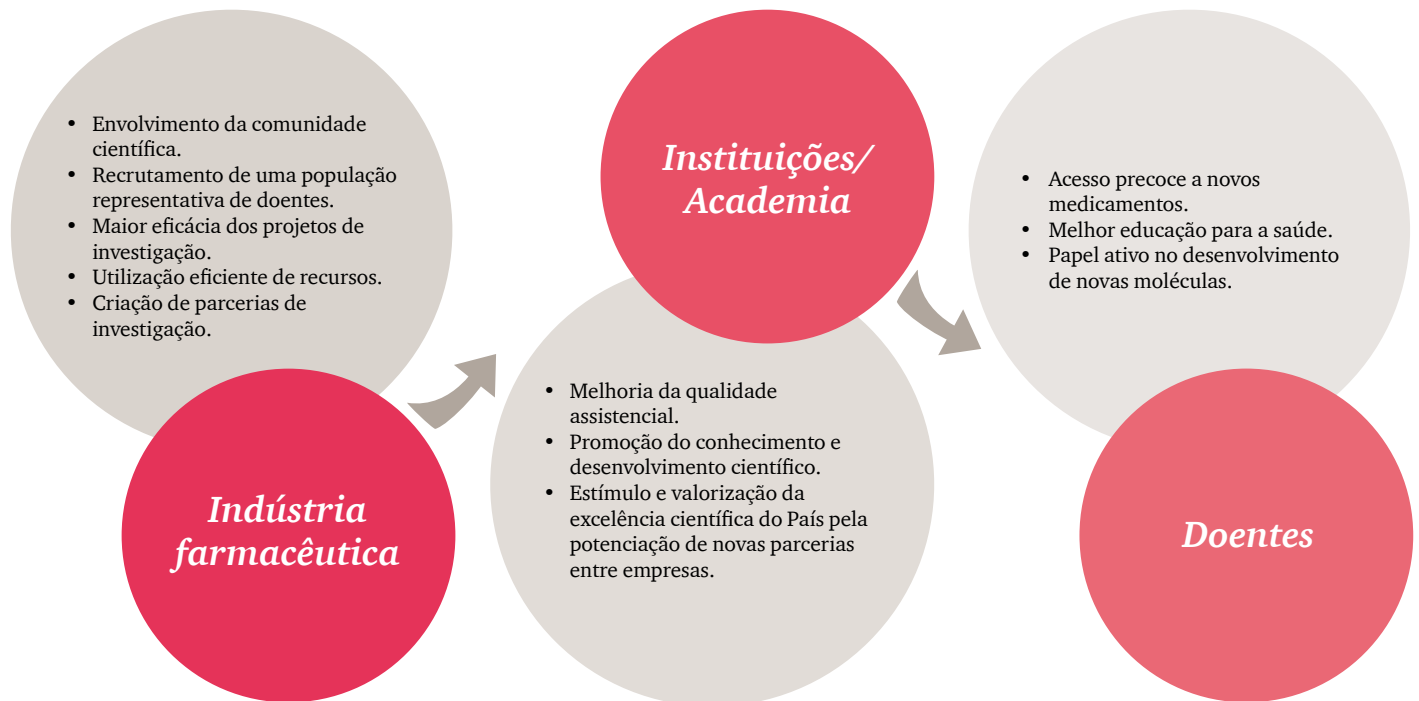 • Envolvimento da comunidade
científica.
• Recrutamento de uma população
representativa de doentes.
• Maior eficácia dos projetos de
investigação.
• Utilização eficiente de recursos.
• Criação de parcerias de
investigação.
Indústria
farmacêutica
Instituições/
Academia
• Melhoria da qualidade
assistencial.
• Promoção do conhecimento e
desenvolvimento científico.
• Estímulo e valorização da
excelência científica do País pela
potenciação de novas parcerias
entre empresas.
• Acesso precoce a novos
medicamentos.
• Melhor educação para a saúde.
• Papel ativo no desenvolvimento
de novas moléculas.
Doentes